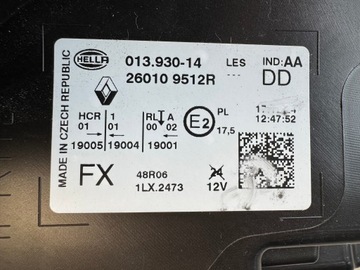 HELLA
013.930-14
LES
IND:AA
26010 9512R
DD
MADE IN CZECH REPUBLIC
HCR 1 RL A
01 01 00 02
19005 19004 19001
E2
PL
17,5
12:47:52
FX
48R06
1LX.2473
24
12V